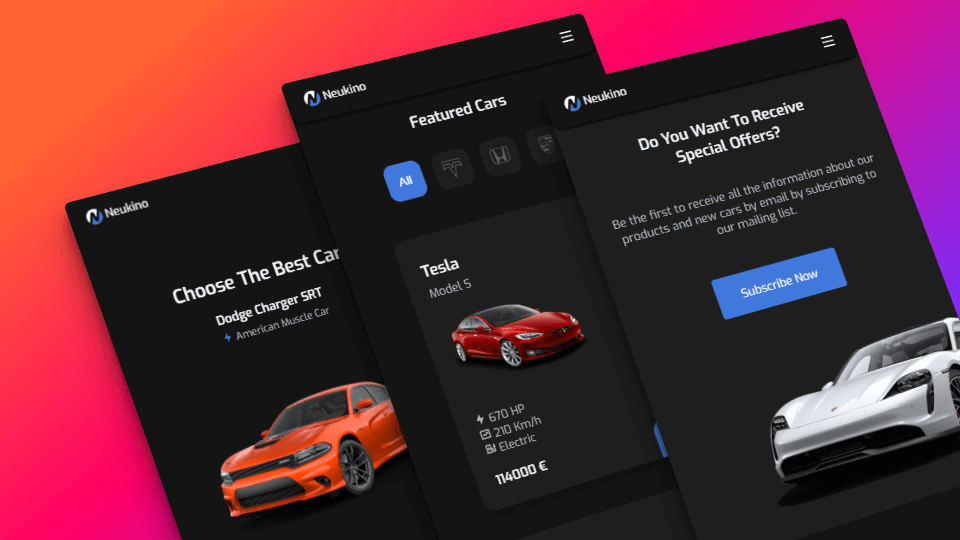 Neukino
Choose The Best Car
Dodge Charger SRT
American Muscle Car
Neukino
Featured Cars
All
Tesla
Model S
670 HP
210 Km/h
Electric
114000 €
Neukino
Do You Want To Receive
Special Offers?
Be the first to receive all the information about our
products and new cars by email by subscribing to
our mailing list.
Subscribe Now